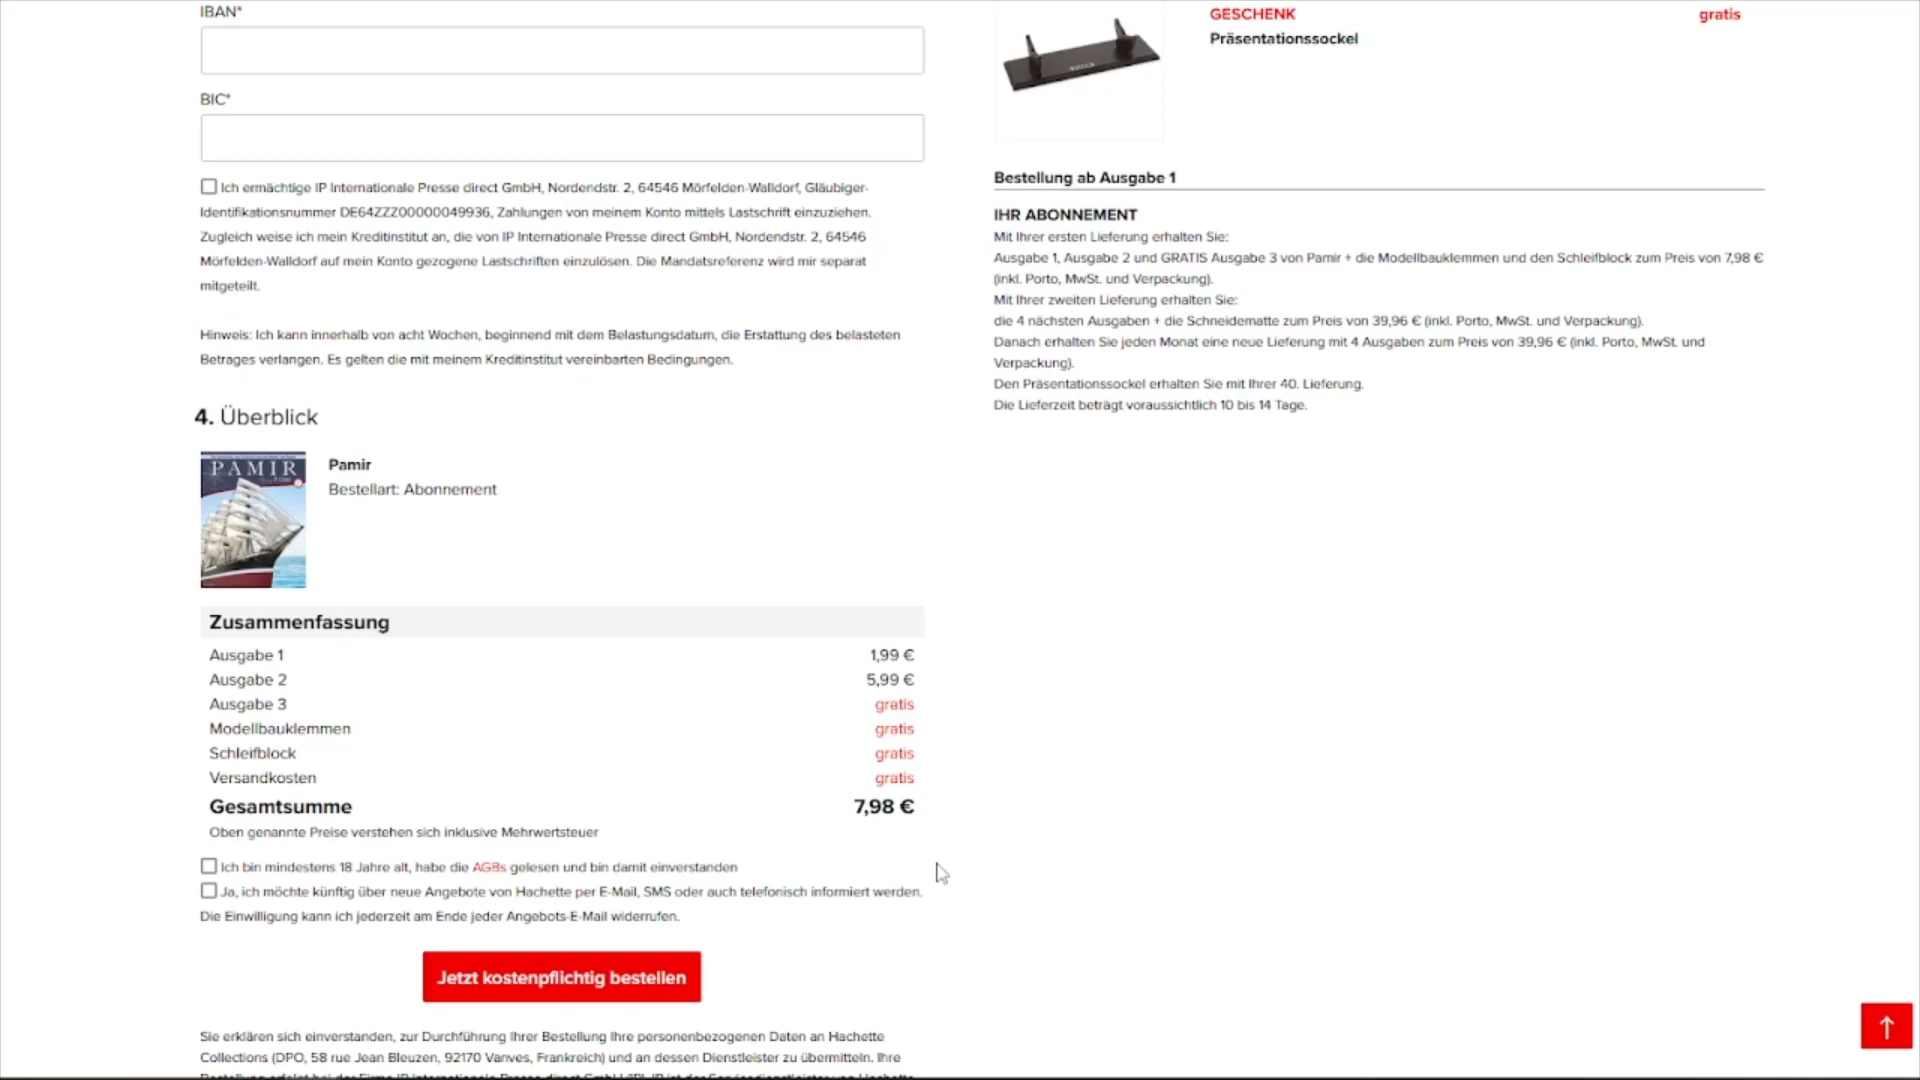 IBAN*
BIC*
Ich ermächtige IP Internationale Presse direct GmbH, Nordendstr. 2, 64546 Mörfelden-Walldorf, Gläubiger-
Identifikationsnummer DE64ZZZ00000049936, Zahlungen von meinem Konto mittels Lastschrift einzuziehen.
Zugleich weise ich mein Kreditinstitut an, die von IP Internationale Presse direct GmbH, Nordendstr. 2, 64546
Mörfelden-Walldorf auf mein Konto gezogene Lastschriften einzulösen. Die Mandatsreferenz wird mir separat
mitgeteilt.
Hinweis: Ich kann innerhalb von acht Wochen, beginnend mit dem Belastungsdatum, die Erstattung des belasteten
Betrages verlangen. Es gelten die mit meinem Kreditinstitut vereinbarten Bedingungen.
4. Überblick
PAMIR
Pamir
Bestellart: Abonnement
Zusammenfassung
Ausgabe 1 1,99 €
Ausgabe 2 5,99 €
Ausgabe 3 gratis
Modellbauklemmen gratis
Schleifblock gratis
Versandkosten gratis
Gesamtsumme 7,98 €
Oben genannte Preise verstehen sich inklusive Mehrwertsteuer
Ich bin mindestens 18 Jahre alt, habe die AGBs gelesen und bin damit einverstanden
Ja, ich möchte künftig über neue Angebote von Hachette per E-Mail, SMS oder auch telefonisch informiert werden.
Die Einwilligung kann ich jederzeit am Ende jeder Angebots-E-Mail widerrufen.
Jetzt kostenpflichtig bestellen
Sie erklären sich einverstanden, zur Durchführung Ihrer Bestellung Ihre personenbezogenen Daten an Hachette
Collections (DPO, 58 rue Jean Bleuzen, 92170 Vanves, Frankreich) und an dessen Dienstleister zu übermitteln. Ihre
GESCHENK gratis
Präsentationssockel
Bestellung ab Ausgabe 1
IHR ABONNEMENT
Mit Ihrer ersten Lieferung erhalten Sie:
Ausgabe 1, Ausgabe 2 und GRATIS Ausgabe 3 von Pamir + die Modellbauklemmen und den Schleifblock zum Preis von 7,98 €
(inkl. Porto, MwSt. und Verpackung).
Mit Ihrer zweiten Lieferung erhalten Sie:
die 4 nächsten Ausgaben + die Schneidematte zum Preis von 39,96 € (inkl. Porto, MwSt. und Verpackung).
Danach erhalten Sie jeden Monat eine neue Lieferung mit 4 Ausgaben zum Preis von 39,96 € (inkl. Porto, MwSt. und
Verpackung).
Den Präsentationssockel erhalten Sie mit Ihrer 40. Lieferung.
Die Lieferzeit beträgt voraussichtlich 10 bis 14 Tage.